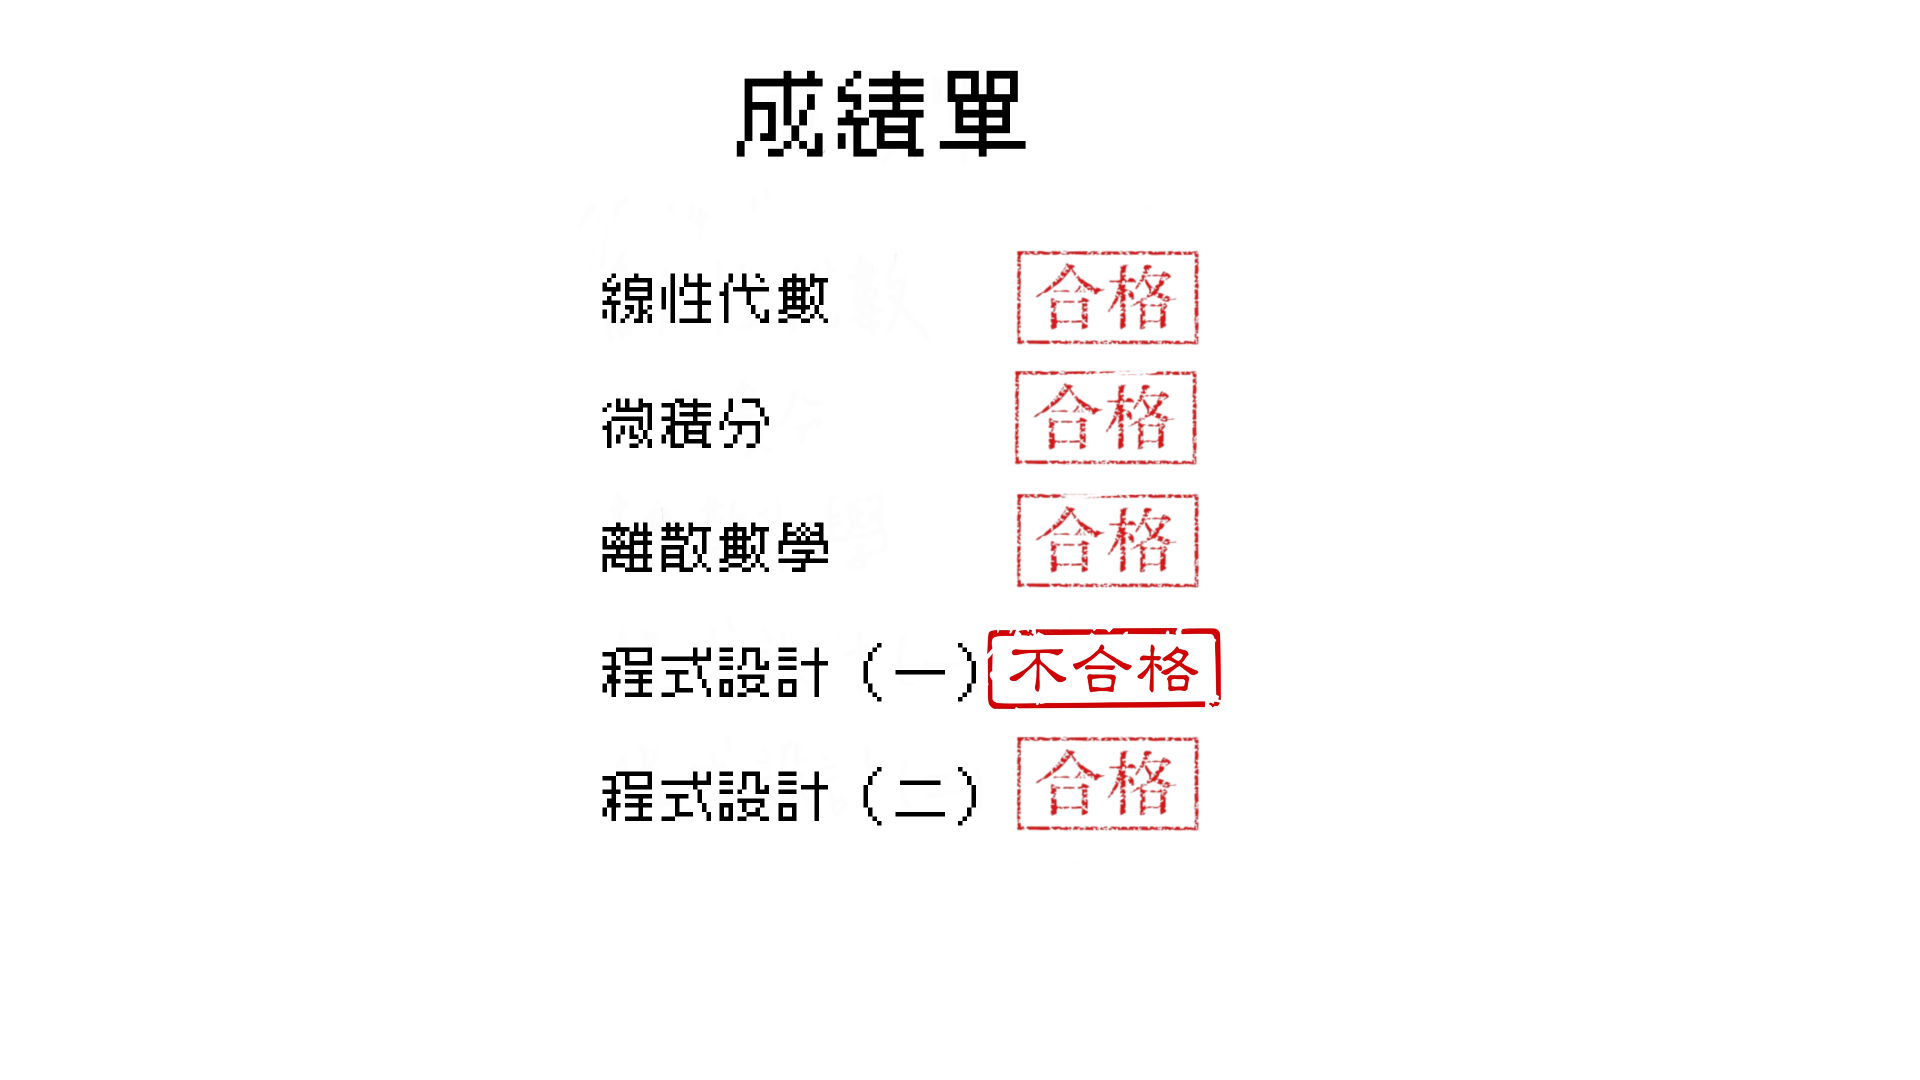 成績單
線性代數 合格
微積分 合格
離散數學 合格
程式設計（一） 不合格
程式設計（二） 合格